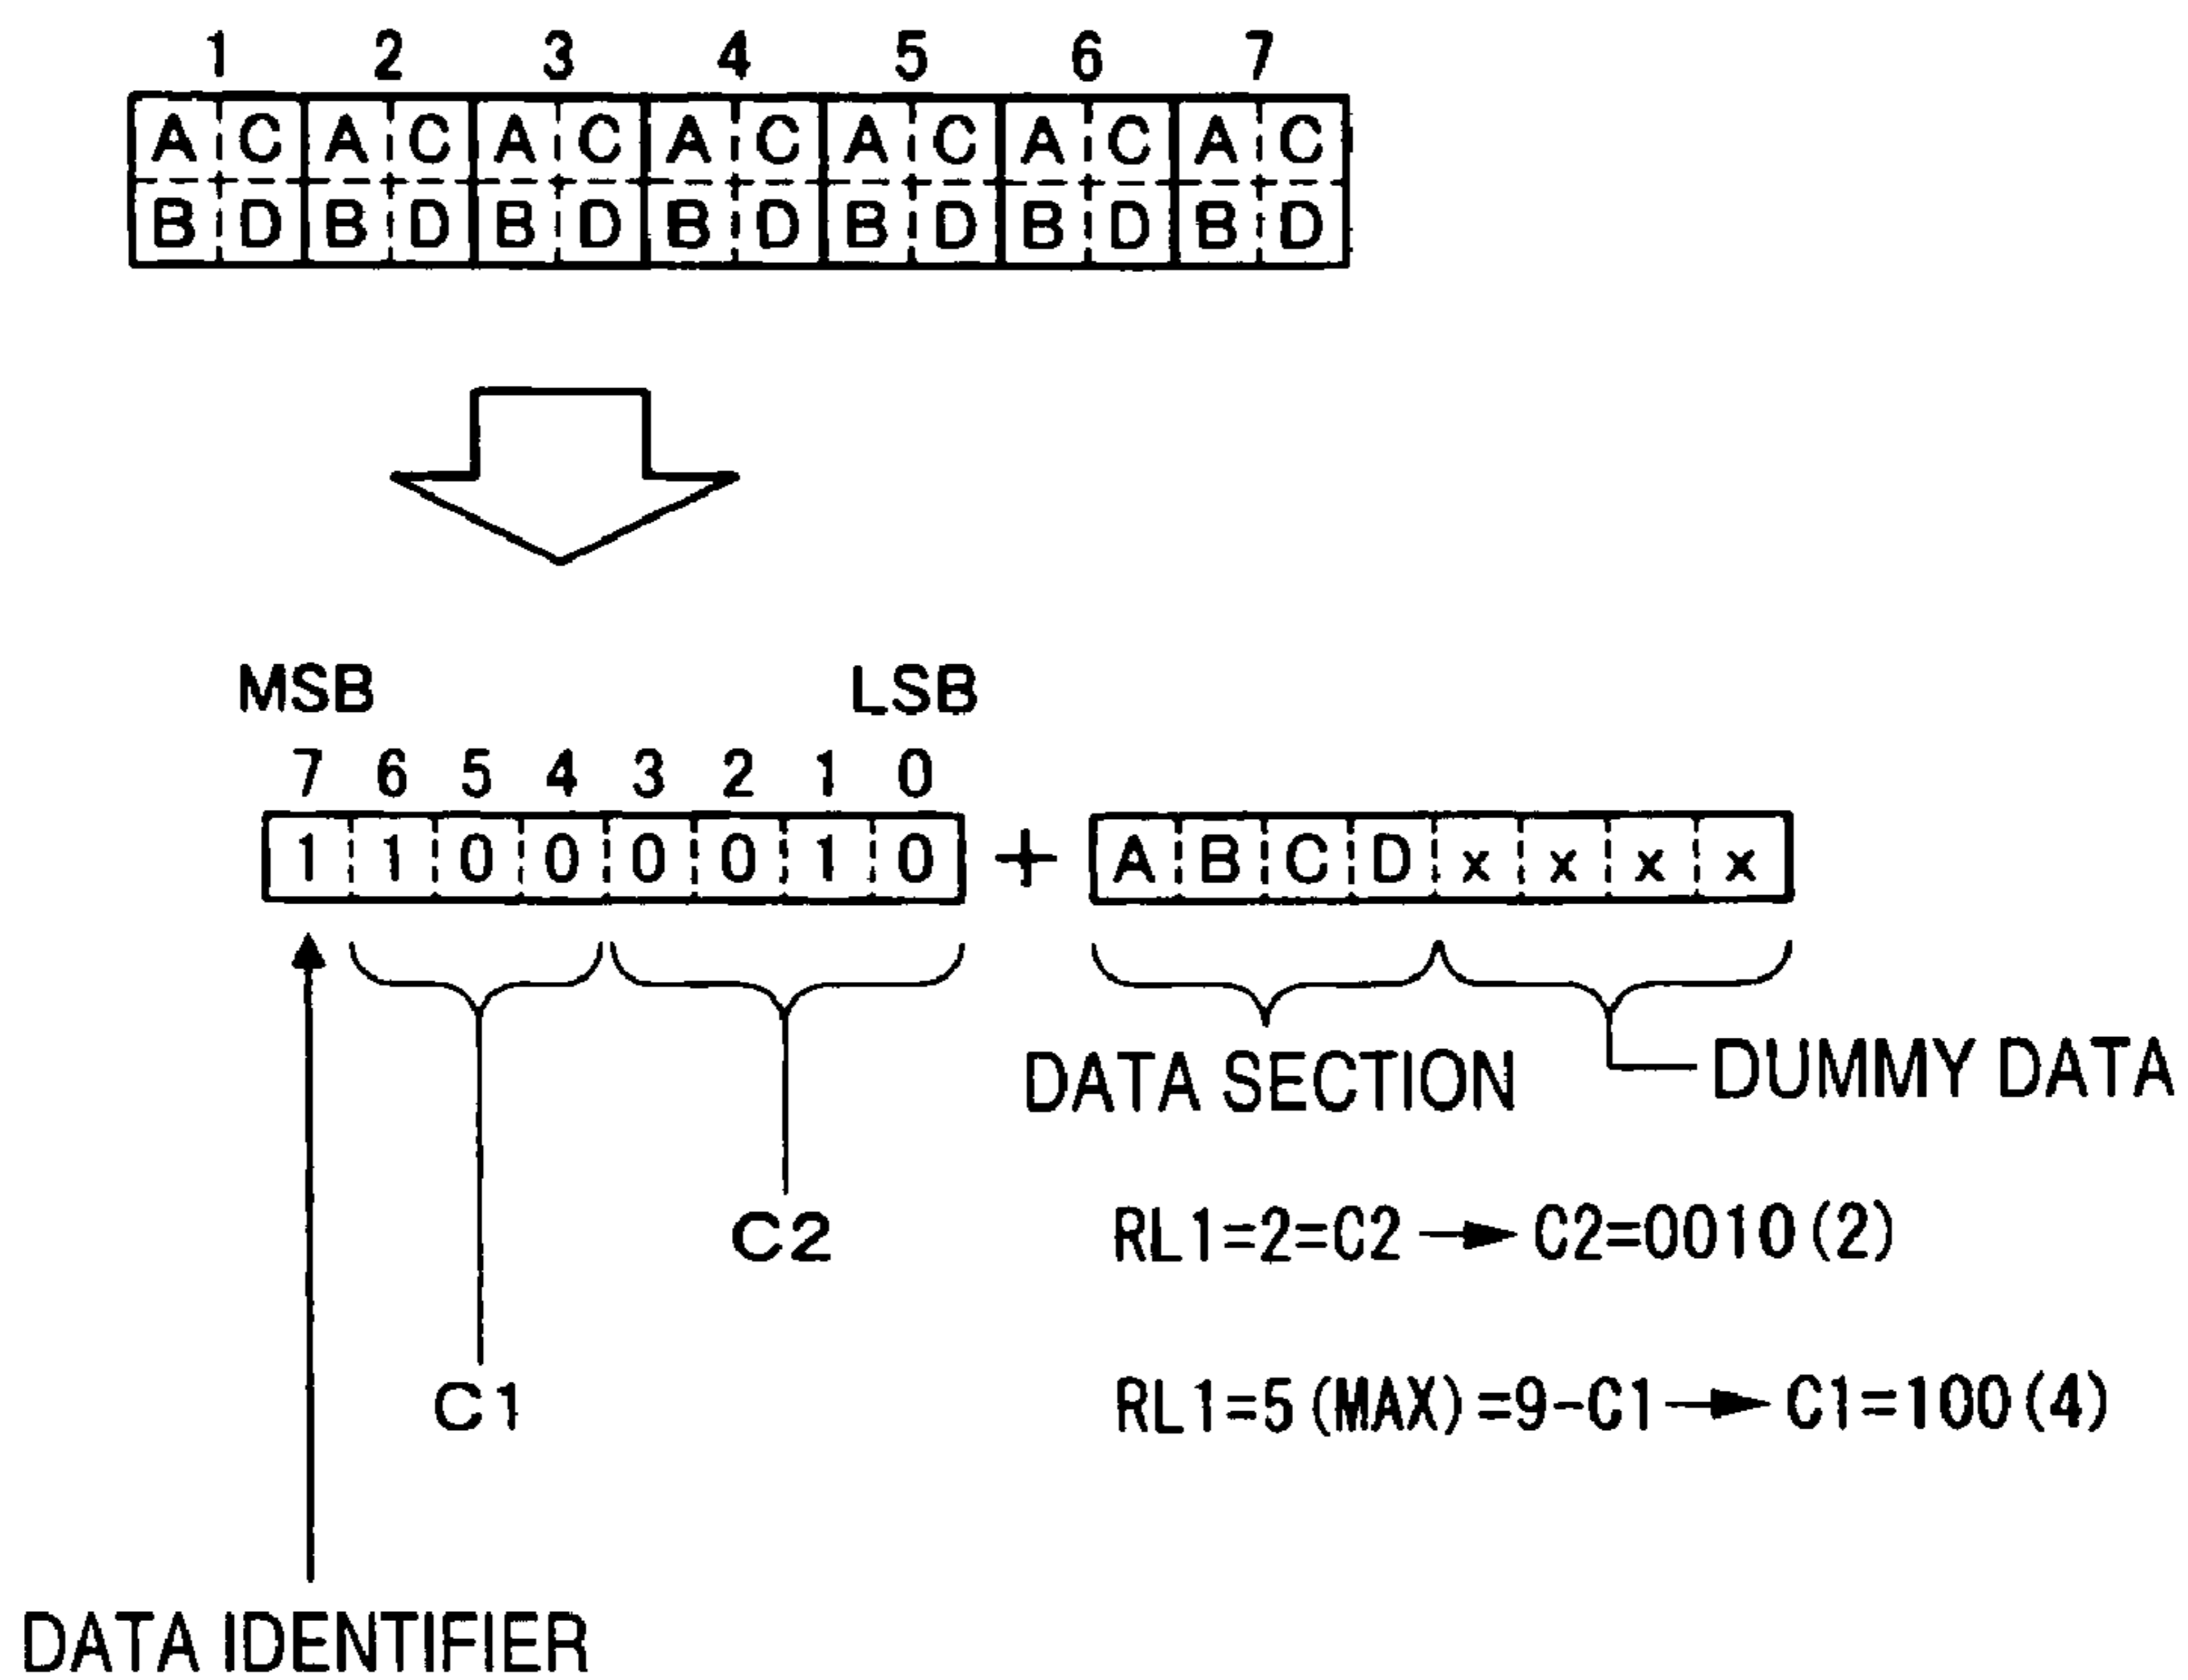 1 2 3 4 5 6 7
A C A C A C A C A C A C A C
B D B D B D B D B D B D B D
MSB LSB
7 6 5 4 3 2 1 0
1 1 0 0 0 0 1 0 + A B C D x x x x
DATA SECTION DUMMY DATA
C2 RL1=2=C2 → C2=0010(2)
C1 RL1=5(MAX)=9-C1 → C1=100(4)
DATA IDENTIFIER